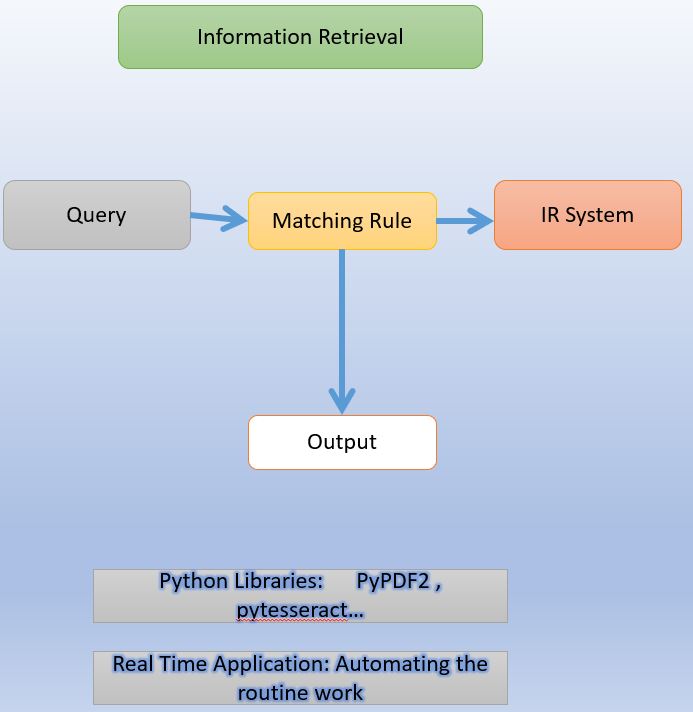 Information Retrieval
Query
Matching Rule
IR System
Output
Python Libraries: PyPDF2 ,
pytesseract...
Real Time Application: Automating the
routine work